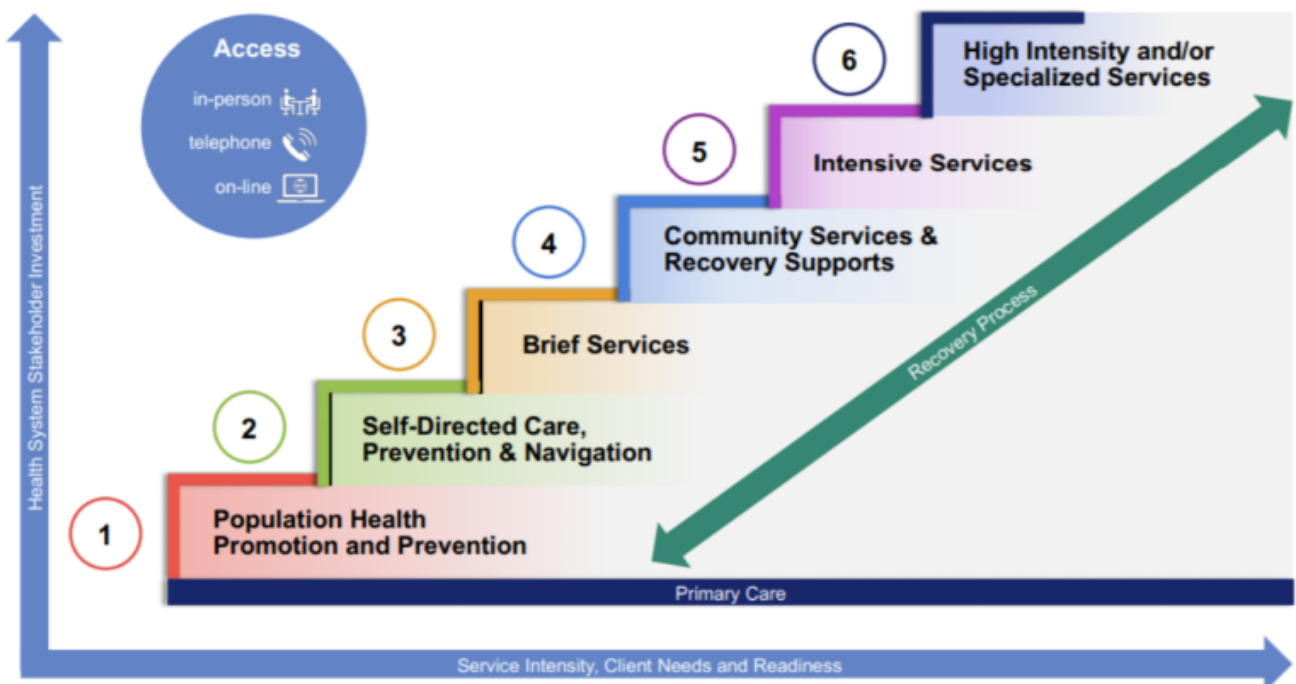 Access
in-person
telephone
on-line
Health System Stakeholder Investment
6
High Intensity and/or
Specialized Services
5
Intensive Services
4
Community Services &
Recovery Supports
3
Brief Services
2
Self-Directed Care,
Prevention & Navigation
1
Population Health
Promotion and Prevention
Recovery Process
Primary Care
Service Intensity, Client Needs and Readiness